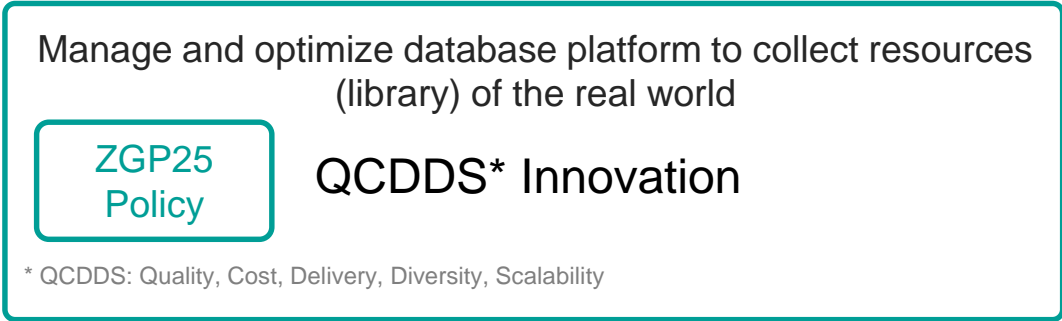 Manage and optimize database platform to collect resources
(library) of the real world
ZGP25
Policy
QCDDS* Innovation
* QCDDS: Quality, Cost, Delivery, Diversity, Scalability